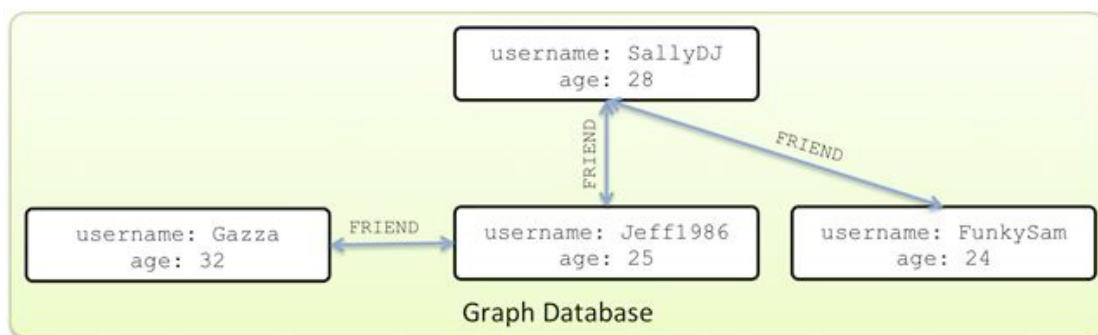 username: SallyDJ
age: 28
FRIEND
FRIEND
username: Gazza
age: 32
FRIEND
username: Jeff1986
age: 25
username: FunkySam
age: 24
Graph Database